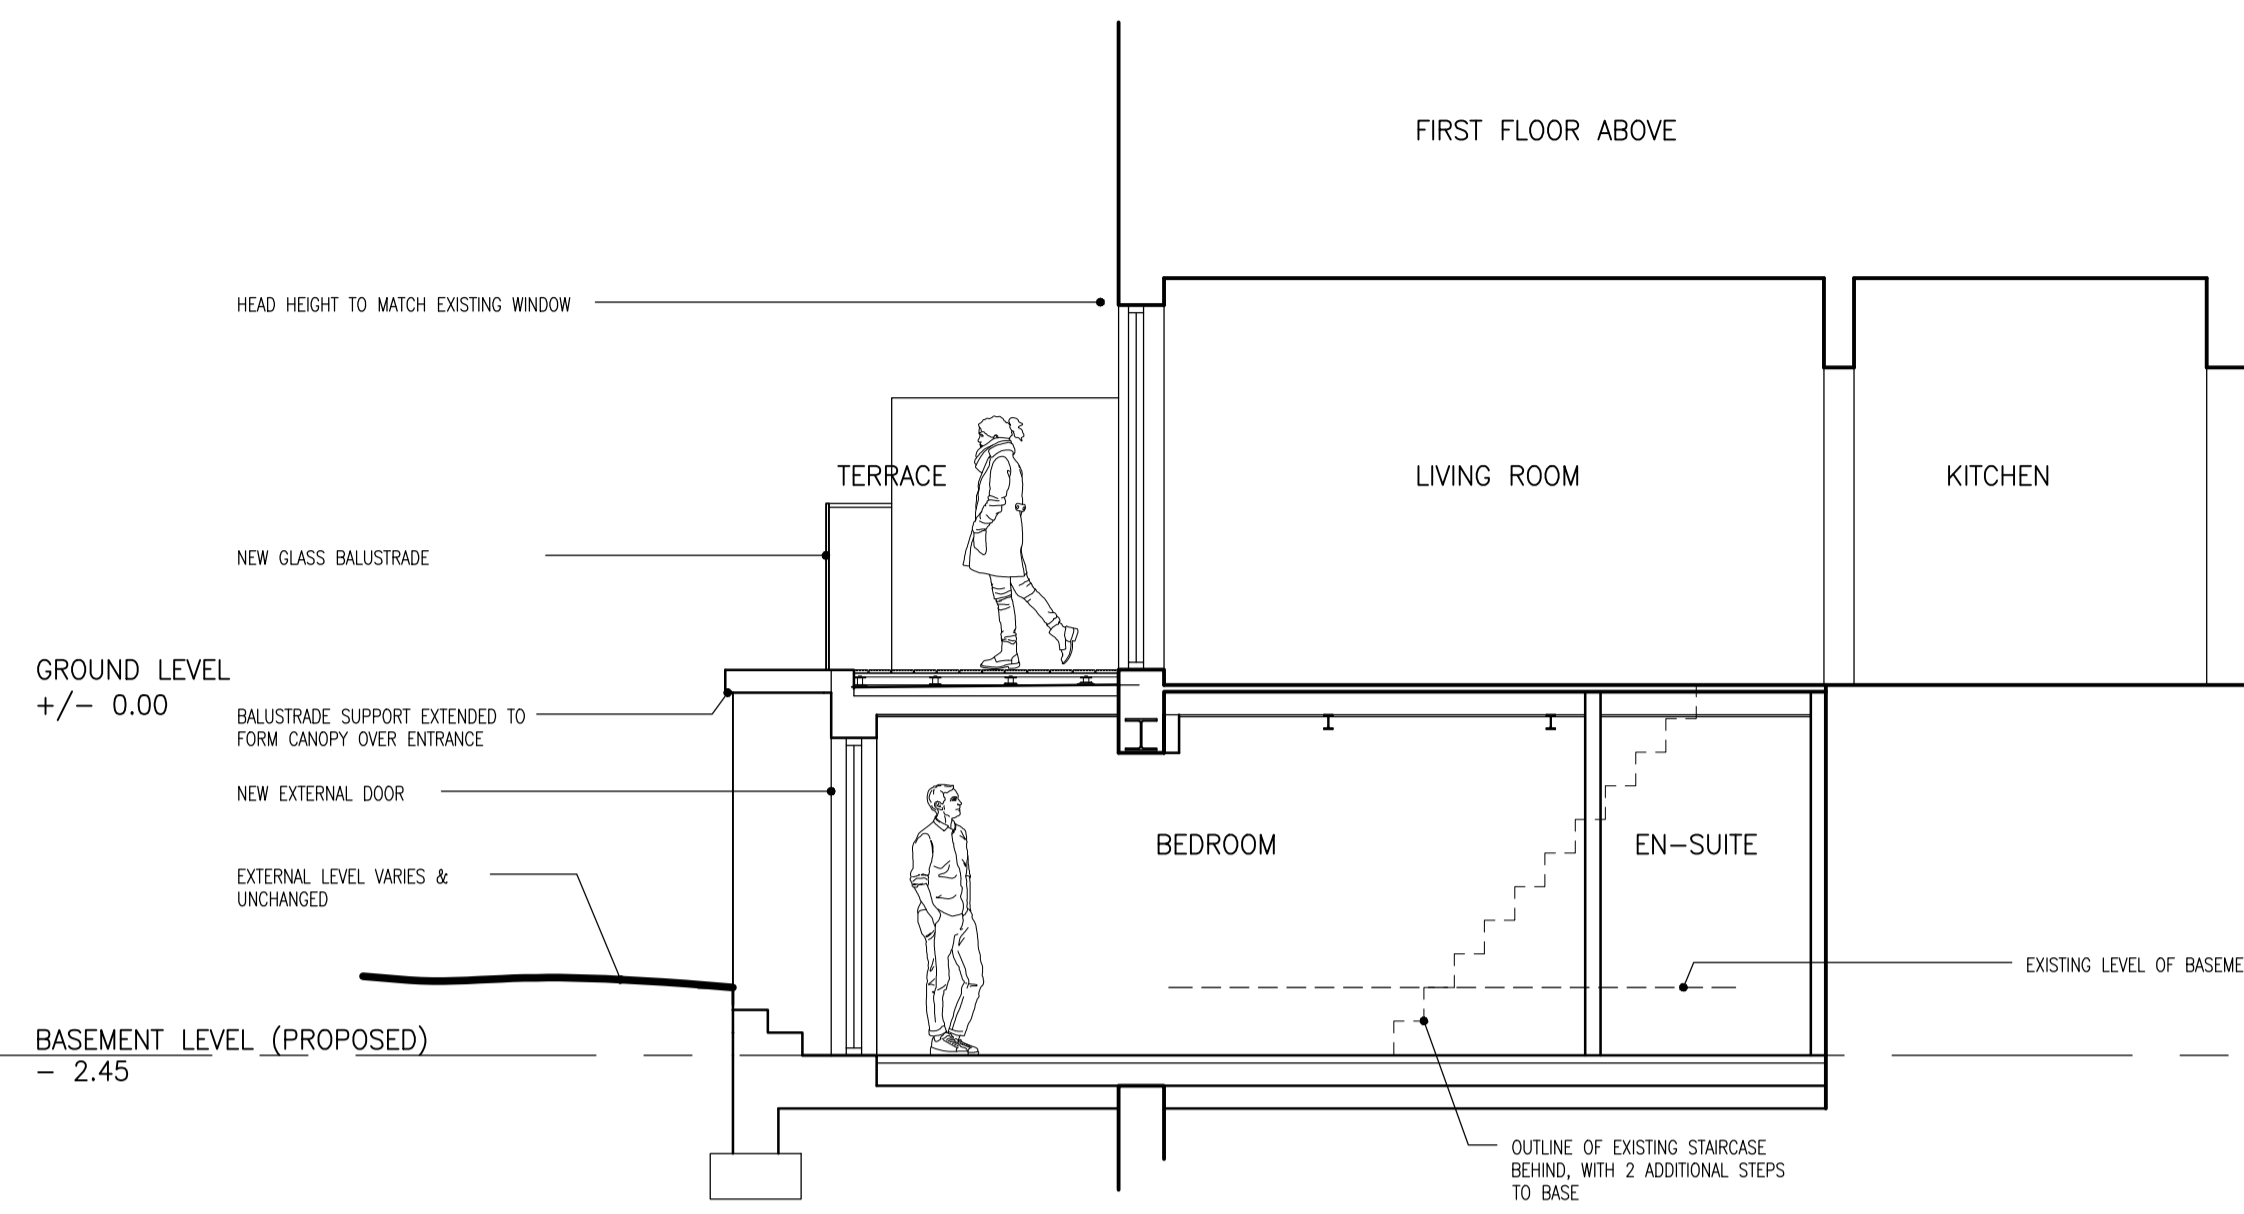 FIRST FLOOR ABOVE
HEAD HEIGHT TO MATCH EXISTING WINDOW
TERRACE
LIVING ROOM
KITCHEN
NEW GLASS BALUSTRADE
GROUND LEVEL
+/- 0.00
BALUSTRADE SUPPORT EXTENDED TO
FORM CANOPY OVER ENTRANCE
NEW EXTERNAL DOOR
BEDROOM
EN-SUITE
EXTERNAL LEVEL VARIES &
UNCHANGED
EXISTING LEVEL OF BASEME
BASEMENT LEVEL (PROPOSED)
- 2.45
OUTLINE OF EXISTING STAIRCASE
BEHIND, WITH 2 ADDITIONAL STEPS
TO BASE